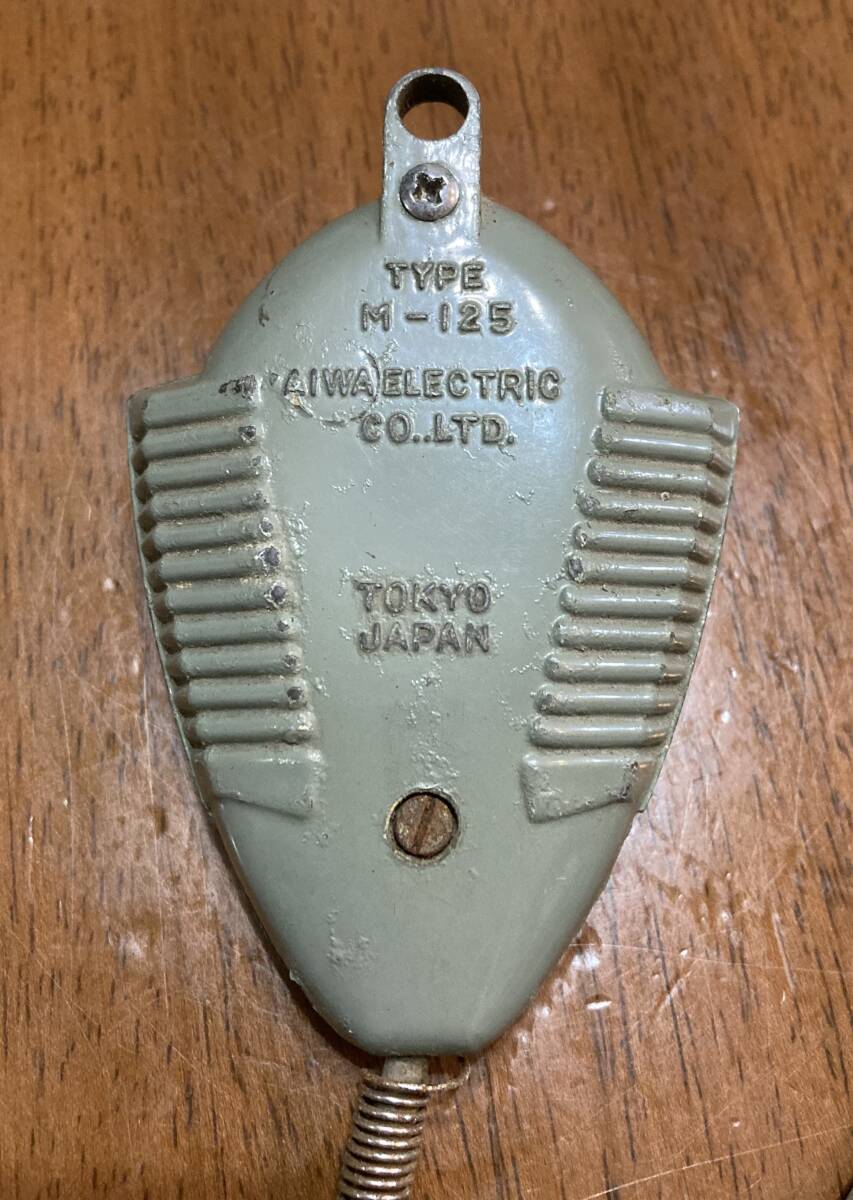 TYPE
M-125
AIWA ELECTRIC
CO.,LTD.
TOKYO
JAPAN